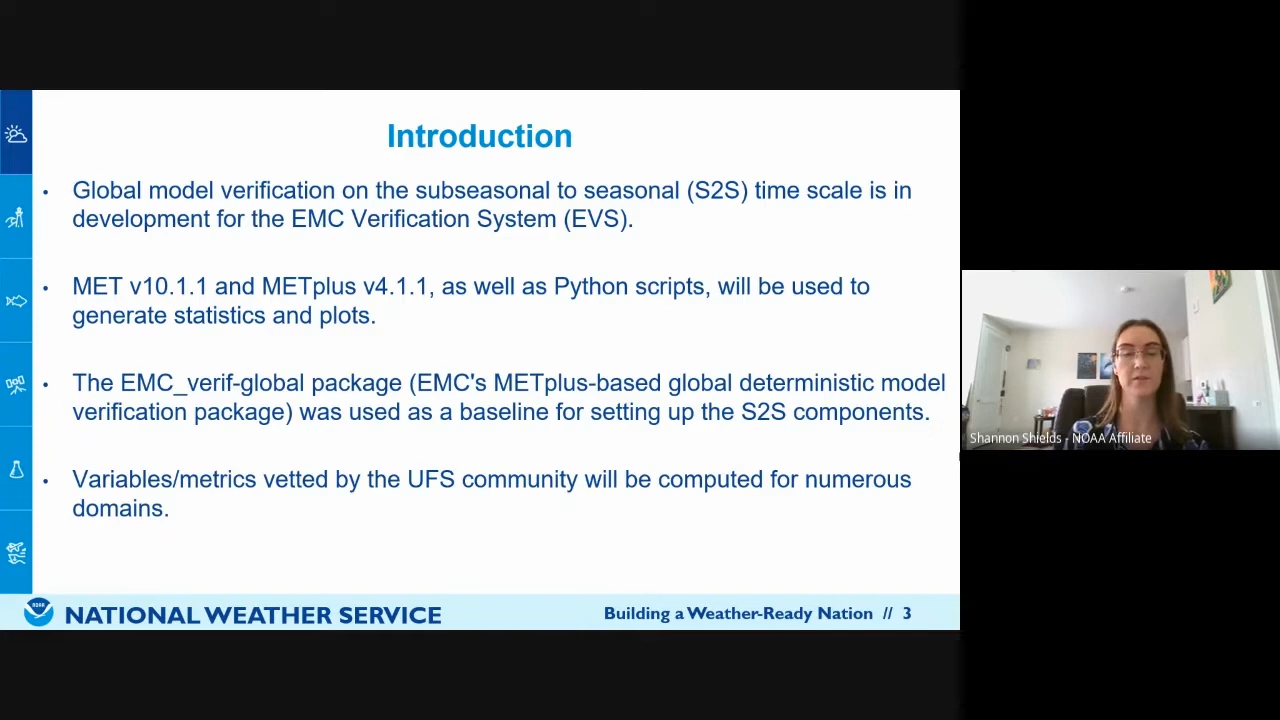 Introduction
• Global model verification on the subseasonal to seasonal (S2S) time scale is in
development for the EMC Verification System (EVS).
• MET v10.1.1 and METplus v4.1.1, as well as Python scripts, will be used to
generate statistics and plots.
• The EMC_verif-global package (EMC's METplus-based global deterministic model
verification package) was used as a baseline for setting up the S2S components.
• Variables/metrics vetted by the UFS community will be computed for numerous
domains.
Shannon Shields - NOAA Affiliate
NOAA
NATIONAL WEATHER SERVICE
Building a Weather-Ready Nation // 3